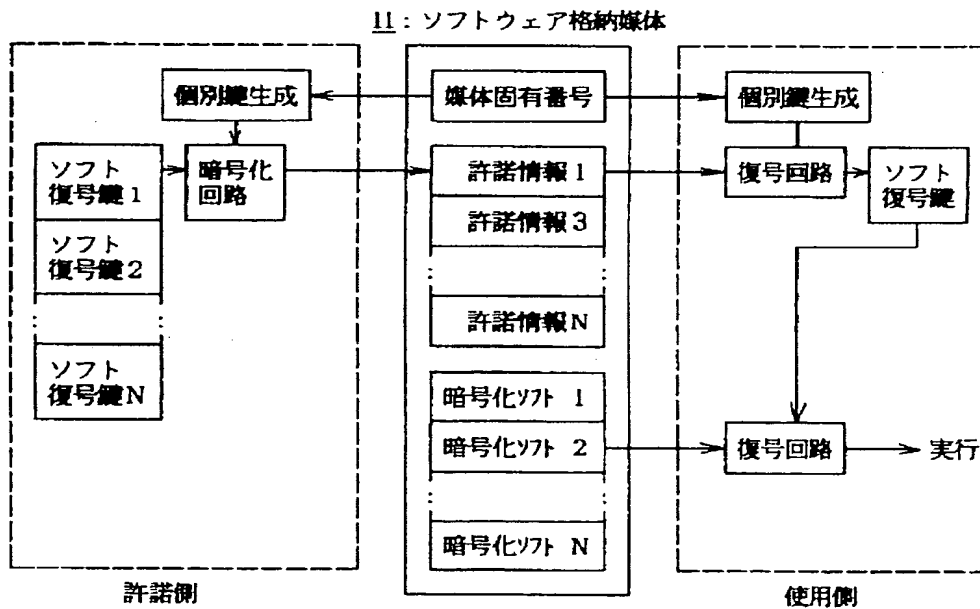 11：ソフトウェア格納媒体
個別鍵生成
ソフト
復号鍵1
ソフト
復号鍵2
ソフト
復号鍵N
暗号化
回路
許諾側
媒体固有番号
許諾情報1
許諾情報3
許諾情報N
暗号化ソフト 1
暗号化ソフト 2
暗号化ソフト N
個別鍵生成
復号回路
ソフト
復号鍵
復号回路
実行
使用側